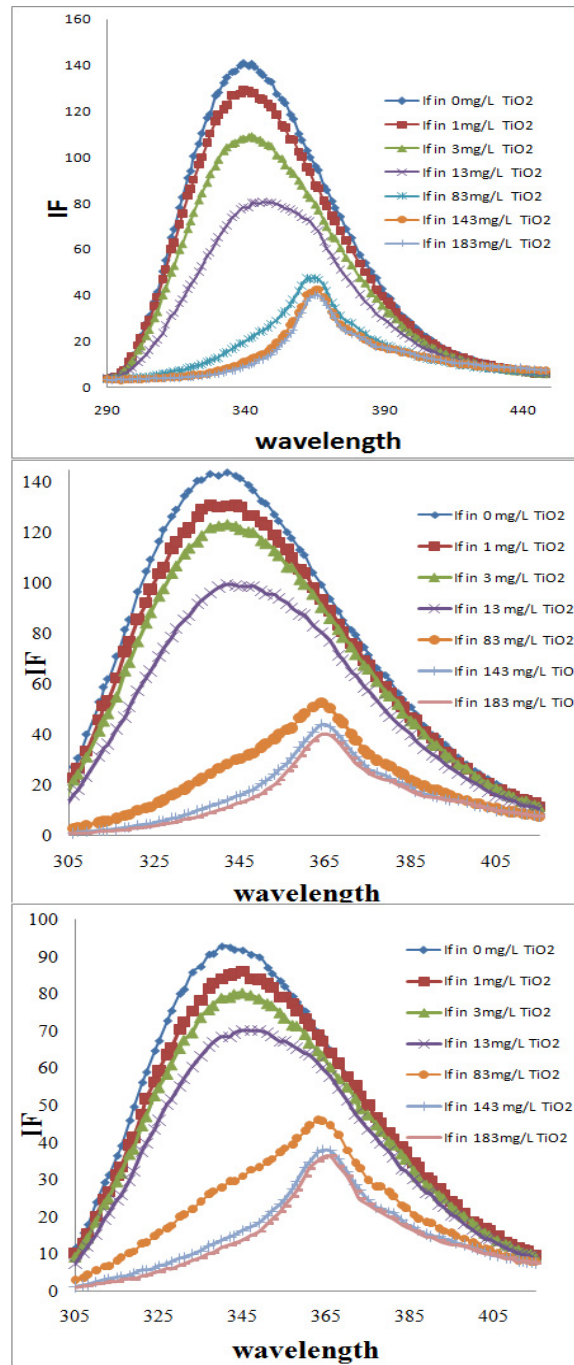 160
140
120
100
80
60
40
20
0
IF
If in 0mg/L TiO2
If in 1mg/L TiO2
If in 3mg/L TiO2
If in 13mg/L TiO2
If in 83mg/L TiO2
If in 143mg/L TiO2
If in 183mg/L TiO2
290 340 390 440
wavelength
140
120
100
80
60
40
20
0
IF
If in 0 mg/L TiO2
If in 1 mg/L TiO2
If in 3 mg/L TiO2
If in 13 mg/L TiO2
If in 83 mg/L TiO2
If in 143 mg/L TiO
If in 183 mg/L TiO
305 325 345 365 385 405
wavelength
100
90
80
70
60
50
40
30
20
10
0
IF
If in 0 mg/L TiO2
If in 1mg/L TiO2
If in 3mg/L TiO2
If in 13mg/L TiO2
If in 83mg/L TiO2
If in 143 mg/L TiO2
If in 183mg/L TiO2
305 325 345 365 385 405
wavelength